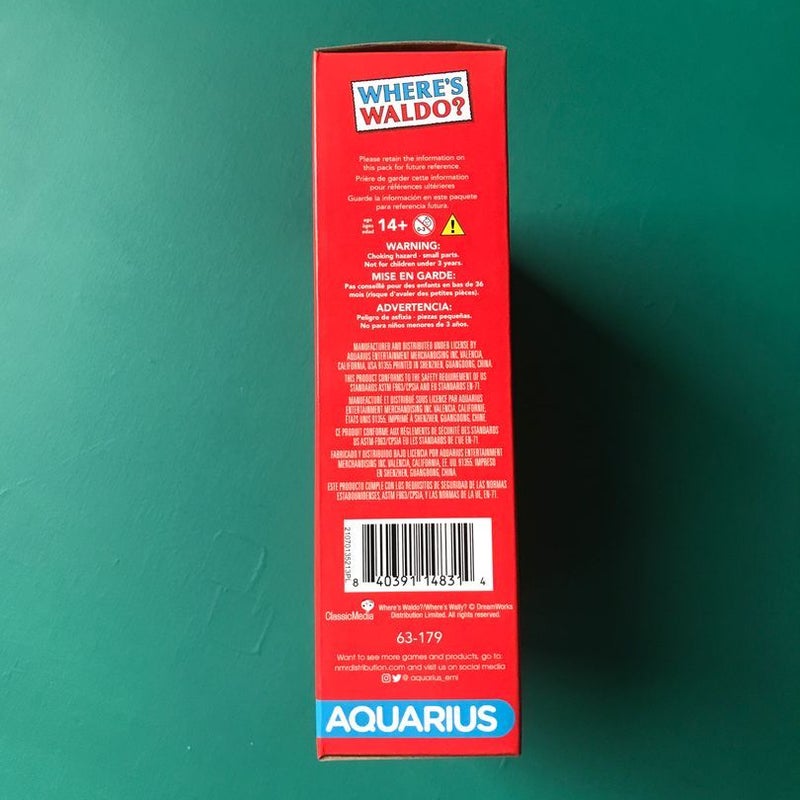 WHERE'S
WALDO?
Please retain the information on
this pack for future reference.
Prière de garder cette information
pour références ultérieures
Guarde la información en este paquete
para referencia futura.
14+
0-3
WARNING:
Choking hazard - small parts.
Not for children under 3 years.
MISE EN GARDE:
Pas conseillé pour des enfants en bas de 36
mois (risque d'avaler des petites pièces).
ADVERTENCIA:
Peligro de asfixia - piezas pequeñas.
No para niños menores de 3 años.
MANUFACTURED AND DISTRIBUTED UNDER LICENSE BY
AQUARIUS ENTERTAINMENT MERCHANDISING INC. VALENCIA,
CALIFORNIA, USA 91355. PRINTED IN SHENZHEN, GUANGDONG, CHINA.
THIS PRODUCT CONFORMS TO THE SAFETY REQUIREMENT OF US
STANDARDS ASTM F963/CPSIA AND EU STANDARDS EN-71.
MANUFACTURÉ ET DISTRIBUÉ SOUS LICENCE PAR AQUARIUS
ENTERTAINMENT MERCHANDISING INC. VALENCIA, CALIFORNIE,
ÉTATS UNIS 91355. IMPRIMÉ À SHENZHEN, GUANGDONG, CHINE.
CE PRODUIT CONFORME AUX RÈGLEMENTS DE SÉCURITÉ DES STANDARDS
US ASTM-F963/CPSIA EU LES STANDARDS DE L'UE EN-71.
FABRICADO Y DISTRIBUIDO BAJO LICENCIA POR AQUARIUS ENTERTAINMENT
MERCHANDISING INC. VALENCIA, CALIFORNIA, EE. UU. 91355. IMPRESO
EN SHENZHEN, GUANGDONG, CHINA.
ESTE PRODUCTO CUMPLE CON LOS REQUISITOS DE SEGURIDAD DE LAS NORMAS
ESTADOUNIDENSES, ASTM F963/CPSIA, Y LAS NORMAS DE LA UE, EN-71.
21070135213PL
8 40391 14831 4
ClassicMedia
Where's Waldo?/Where's Wally? © DreamWorks
Distribution Limited. All rights reserved.
63-179
Want to see more games and products, go to:
nmrdistribution.com and visit us on social media
@ aquarius_emi
AQUARIUS